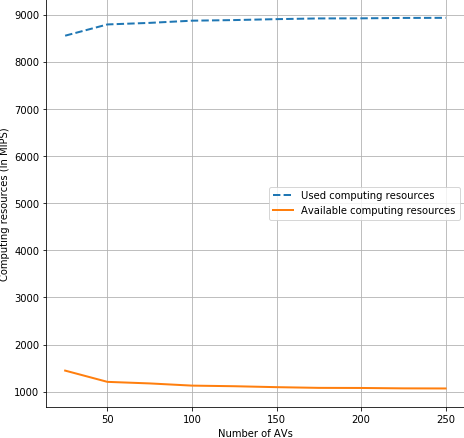 9000
8000
7000
6000
5000
4000
3000
2000
1000
Computing resources (In MIPS)
Used computing resources
Available computing resources
50 100 150 200 250
Number of AVs